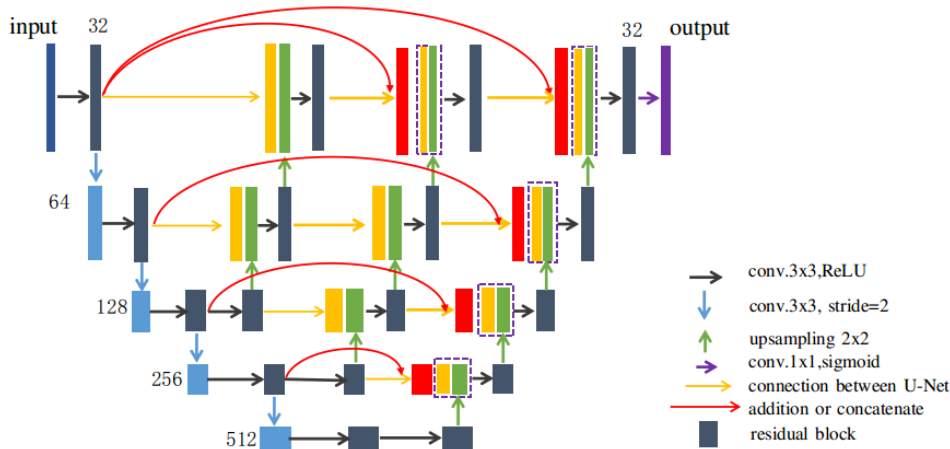 input
32
32
output
64
128
256
512
conv.3x3,ReLU
conv.3x3, stride=2
upsampling 2x2
conv.1x1,sigmoid
connection between U-Net
addition or concatenate
residual block